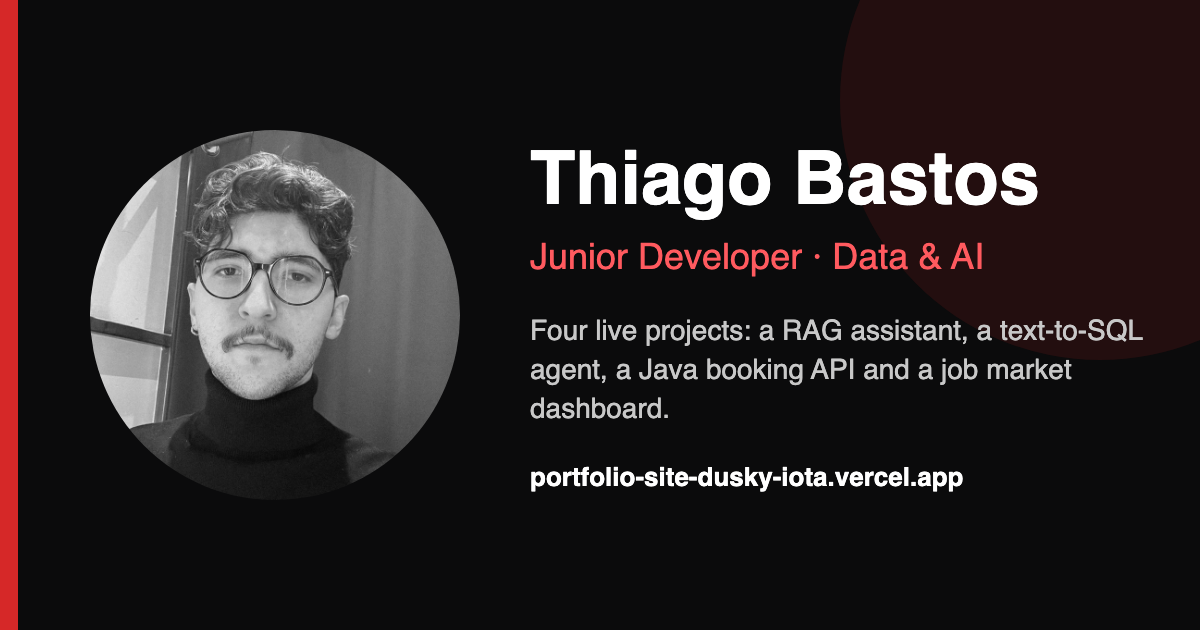 Thiago Bastos
Junior Developer · Data & AI
Four live projects: a RAG assistant, a text-to-SQL
agent, a Java booking API and a job market
dashboard.
portfolio-site-dusky-iota.vercel.app